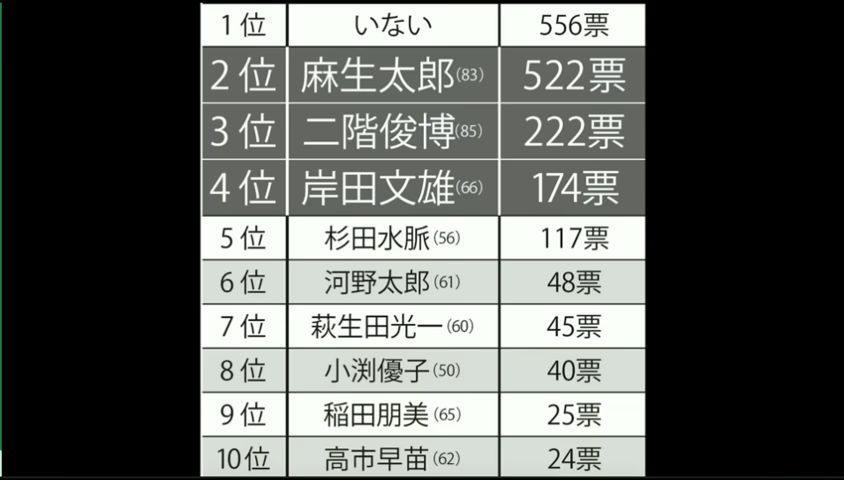 1位 いない 556票
2位 麻生太郎(83) 522票
3位 二階俊博(85) 222票
4位 岸田文雄(66) 174票
5位 杉田水脈(56) 117票
6位 河野太郎(61) 48票
7位 萩生田光一(60) 45票
8位 小渕優子(50) 40票
9位 稲田朋美(65) 25票
10位 高市早苗(62) 24票